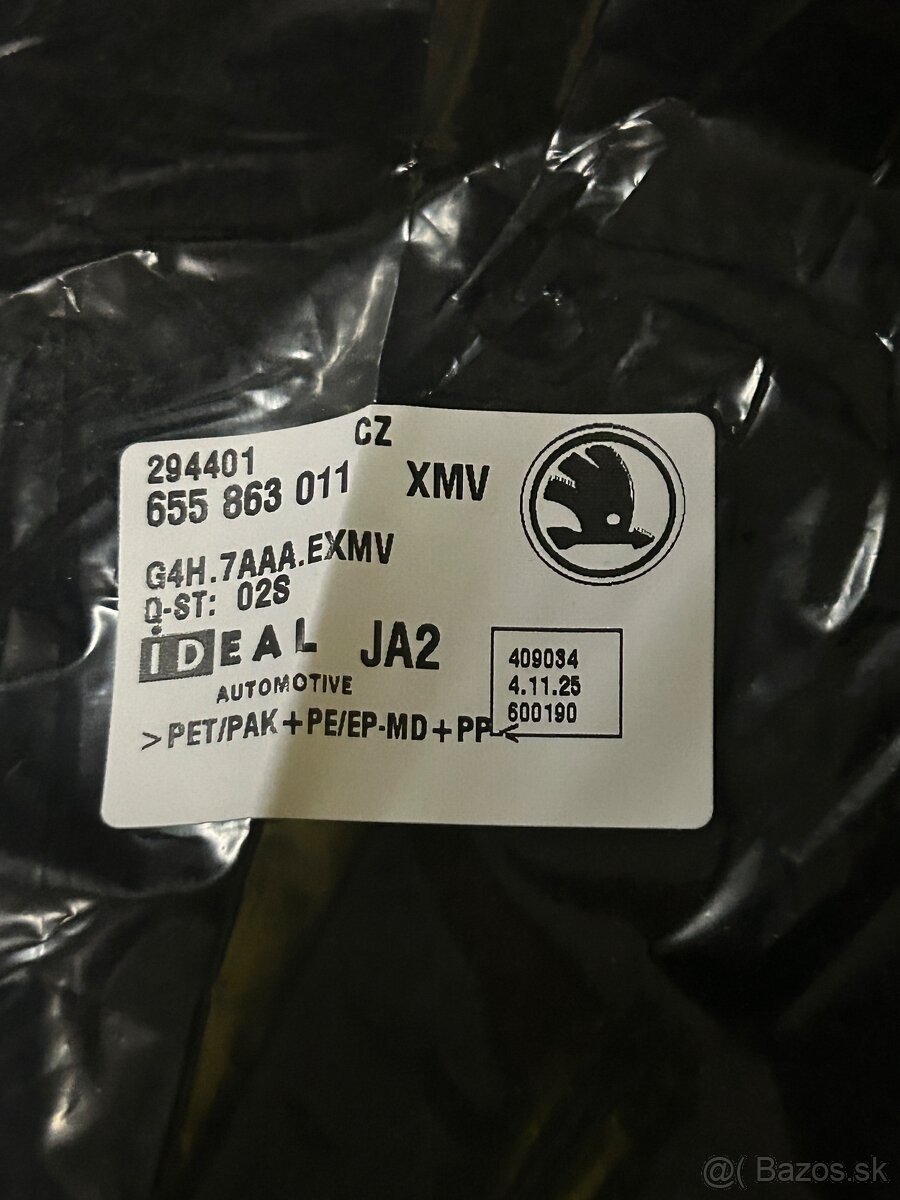 CZ
294401
655 863 011 XMV
G4H.7AAA.EXMV
Q-ST: 02S
IDEAL JA2
AUTOMOTIVE
409034
4.11.25
600190
>PET/PAK+PE/EP-MD+PP<
@( Bazos.sk